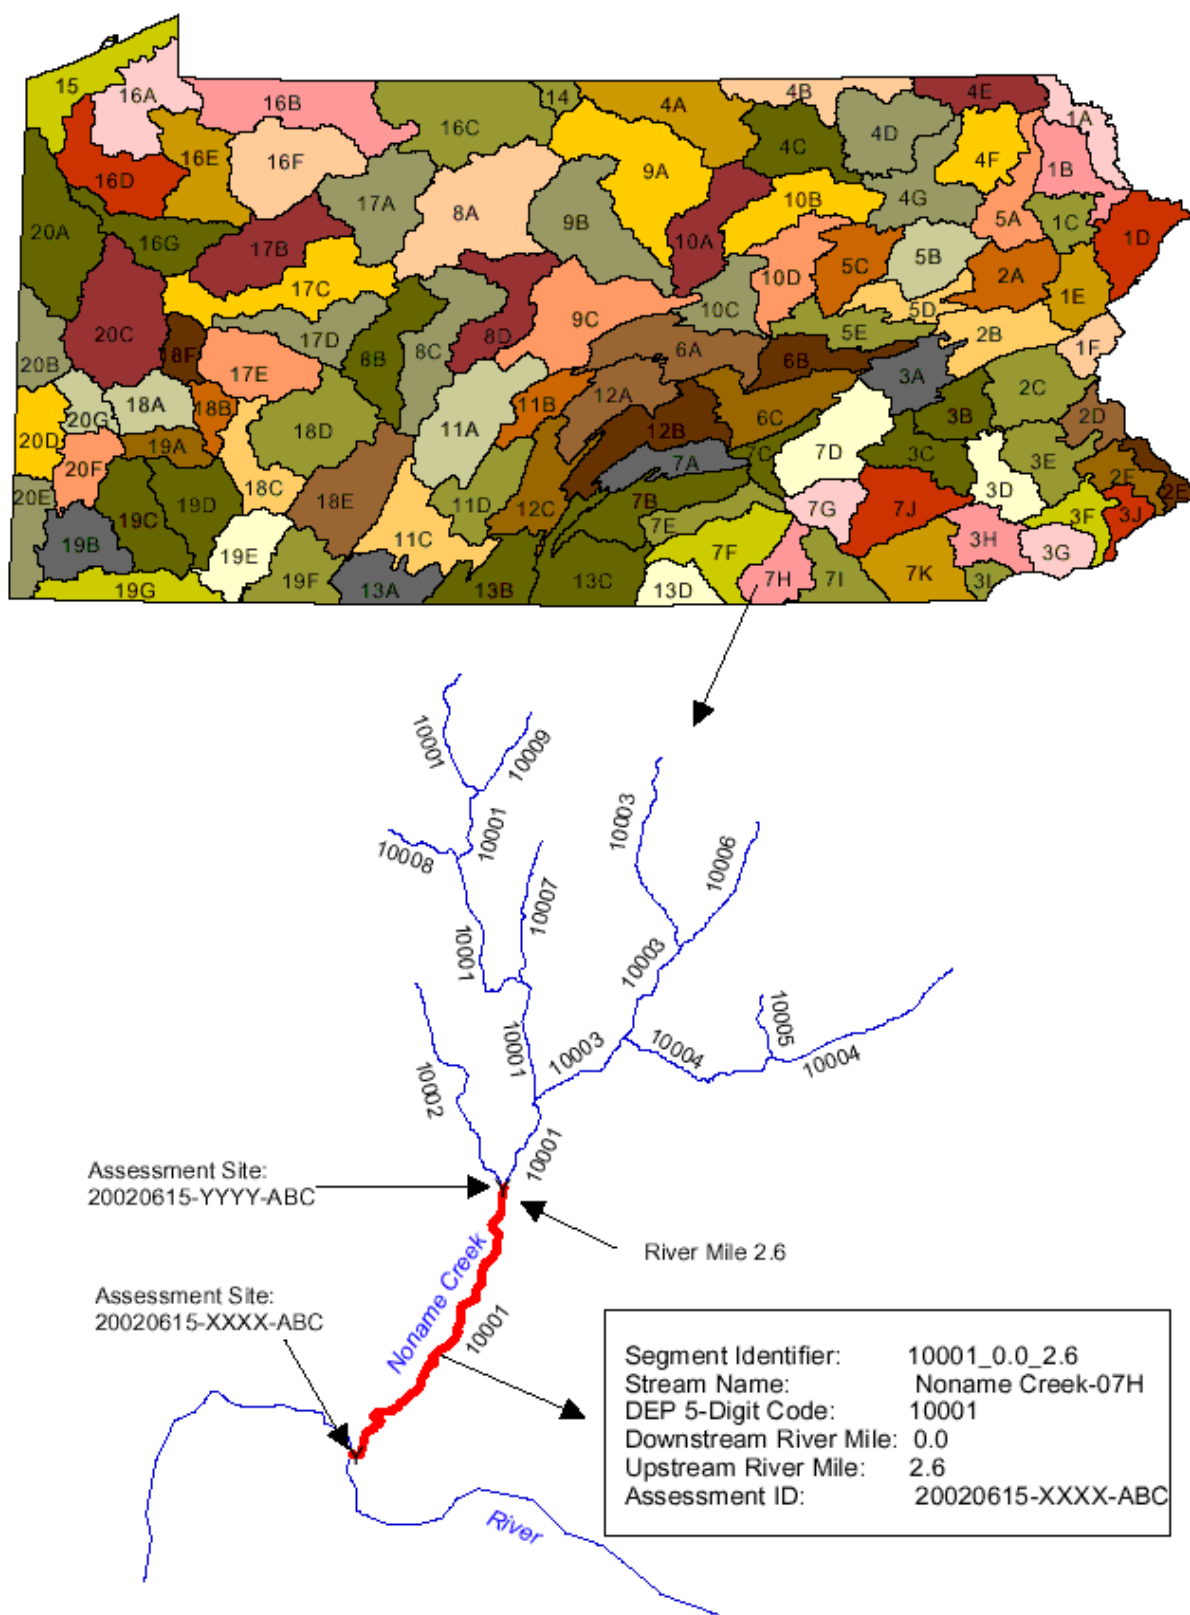 15
16A
16B
16C
14
4A
4B
4E
1A
16E
16F
4C
4D
4F
1B
16D
17A
9A
10B
4G
5A
1C
20A
16G
8A
9B
10A
1D
17B
5C
5B
2A
17C
10D
1E
20C
8D
9C
10C
5D
20B
18F
17D
6B
8C
6A
5E
2B
1F
17E
6B
3A
20G
18A
18B
11B
12A
6C
2C
20D
19A
18D
11A
12B
7D
3B
2D
20F
7A
7C
3C
3E
20E
18C
18E
11D
12C
3D
2F
2E
19C
19D
7B
7G
7J
3F
3J
19B
19E
11C
7E
7F
3H
3G
19G
19F
13A
13B
13C
13D
7H
7I
7K
3I
10001
10009
10003
10008
10001
10006
10007
10001
10003
10005
10001
10003
10004
10004
10002
10001
Assessment Site:
20020615-YYYY-ABC
River Mile 2.6
Noname Creek
Assessment Site:
20020615-XXXX-ABC
10001
Segment Identifier: 10001_0.0_2.6
Stream Name: Noname Creek-07H
DEP 5-Digit Code: 10001
Downstream River Mile: 0.0
Upstream River Mile: 2.6
Assessment ID: 20020615-XXXX-ABC
River